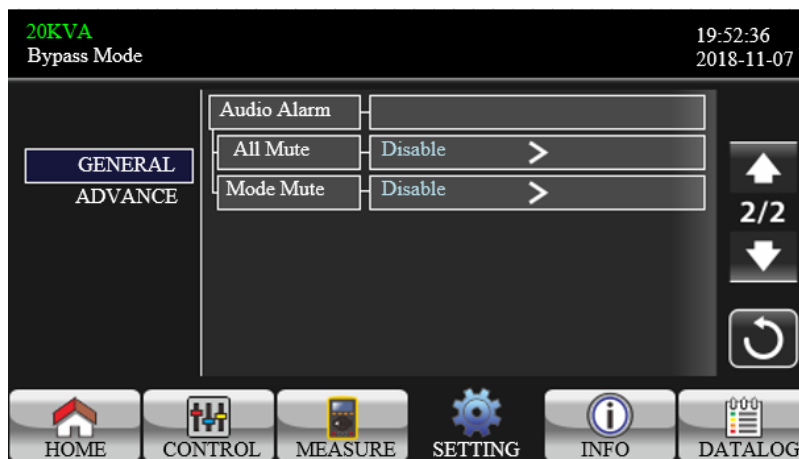 20KVA
Bypass Mode
19:52:36
2018-11-07
GENERAL
ADVANCE
Audio Alarm
All Mute Disable >
Mode Mute Disable >
2/2
HOME CONTROL MEASURE SETTING INFO DATALOG